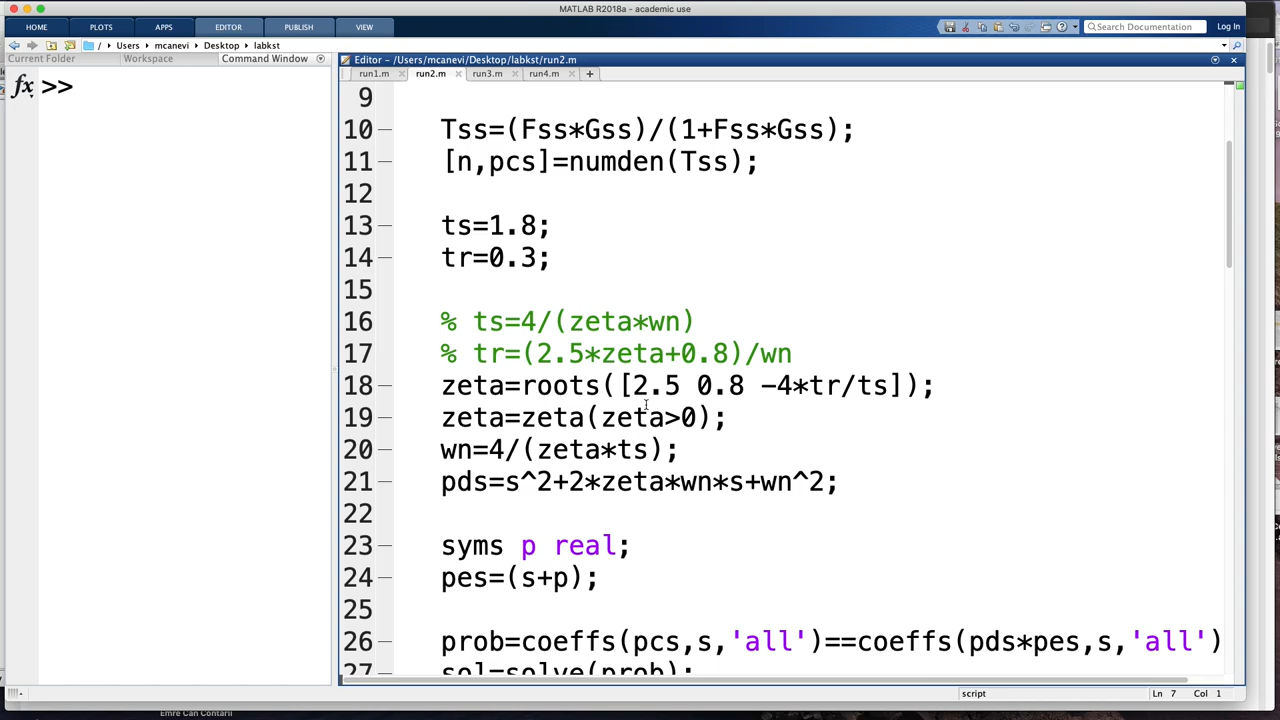 MATLAB R2018a - academic use
HOME PLOTS APPS EDITOR PUBLISH VIEW Search Documentation Log In
/ Users mcanevi Desktop labkst
Current Folder Workspace Command Window
Editor - /Users/mcanevi/Desktop/labkst/run2.m
run1.m run2.m run3.m run4.m +
fx >>
9
10 Tss=(Fss*Gss)/(1+Fss*Gss);
11 [n,pcs]=numden(Tss);
12
13 ts=1.8;
14 tr=0.3;
15
16 % ts=4/(zeta*wn)
17 % tr=(2.5*zeta+0.8)/wn
18 zeta=roots([2.5 0.8 -4*tr/ts]);
19 zeta=zeta(zeta>0);
20 wn=4/(zeta*ts);
21 pds=s^2+2*zeta*wn*s+wn^2;
22
23 syms p real;
24 pes=(s+p);
25
26 prob=coeffs(pcs,s,'all')==coeffs(pds*pes,s,'all')
27 sol=solve(prob);
script Ln 7 Col 1
Emre Can Contarli